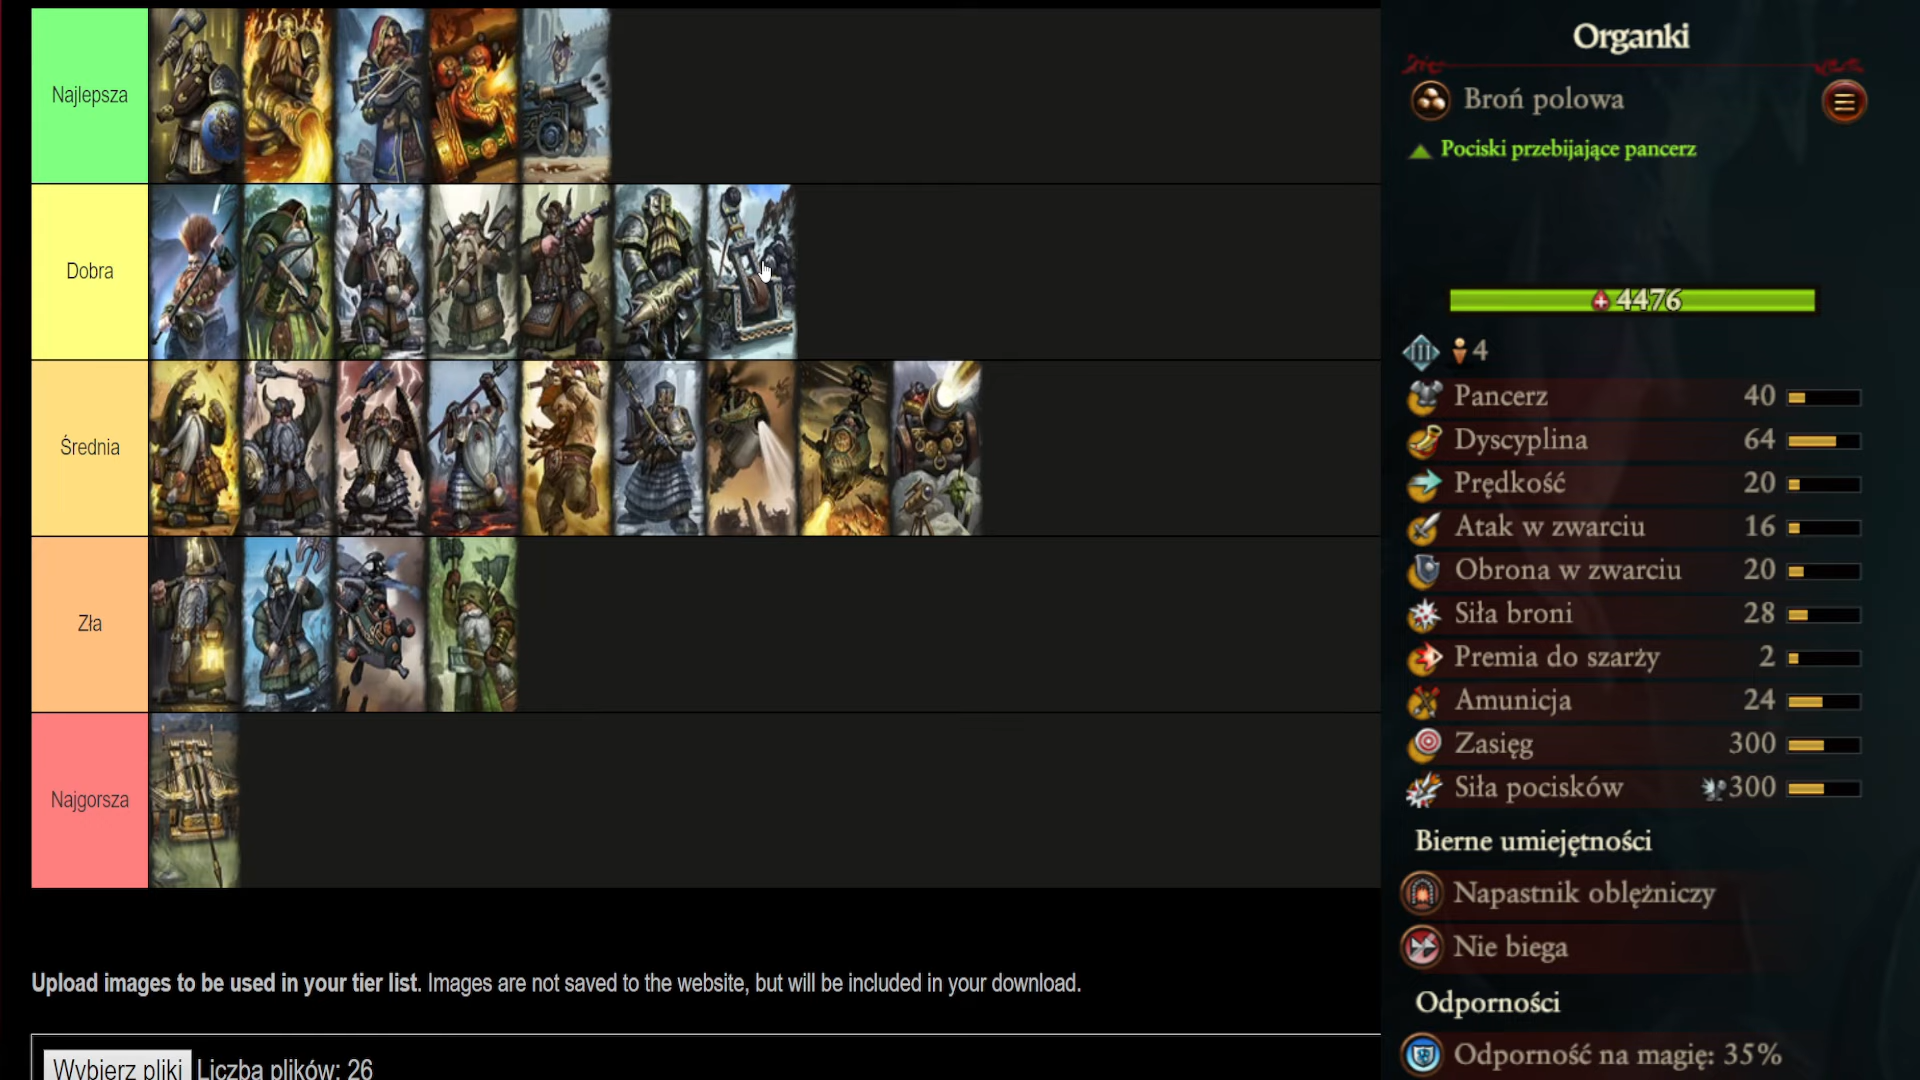 Najlepsza
Dobra
Średnia
Zła
Najgorsza
Upload images to be used in your tier list. Images are not saved to the website, but will be included in your download.
Wybierz pliki Liczba plików: 26
Organki
Broń polowa
Pociski przebijające pancerz
4476
4
Pancerz 40
Dyscyplina 64
Prędkość 20
Atak w zwarciu 16
Obrona w zwarciu 20
Siła broni 28
Premia do szarży 2
Amunicja 24
Zasięg 300
Siła pocisków 300
Bierne umiejętności
Napastnik oblężniczy
Nie biega
Odporności
Odporność na magię: 35%